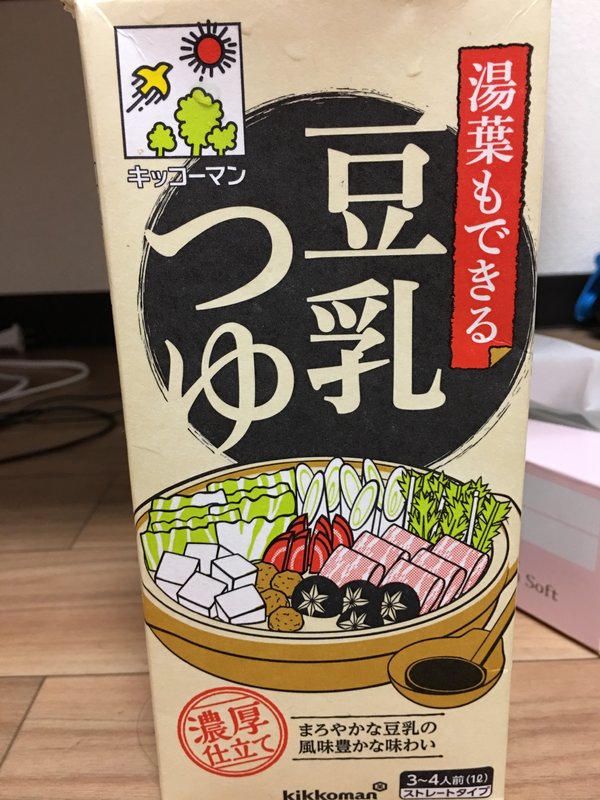 キッコーマン
湯葉もできる
豆乳
つゆ
濃厚
仕立て
まろやかな豆乳の
風味豊かな味わい
kikkoman
3~4人前(1ℓ)
ストレートタイプ
Soft